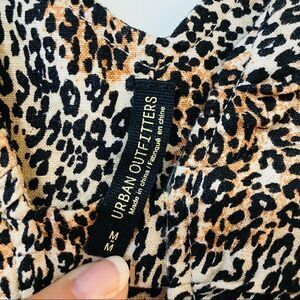 URBAN OUTFITTERS
Made in china / Fabriqué en chine
M M